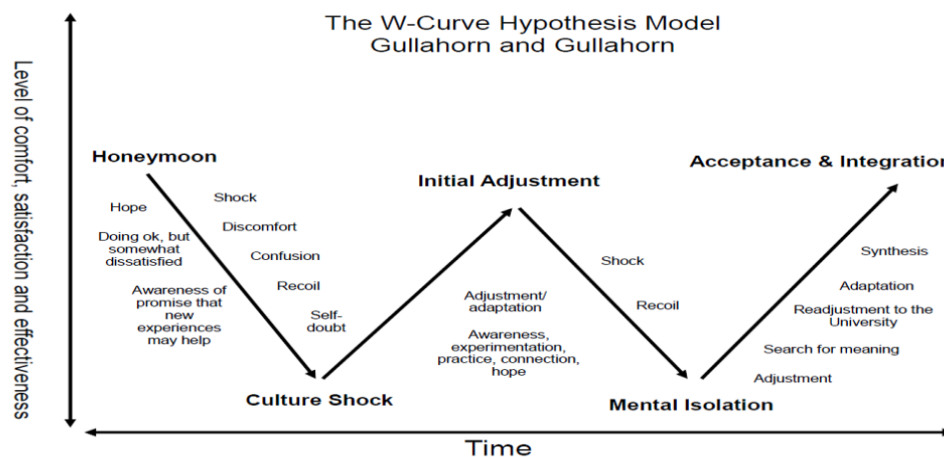 The W-Curve Hypothesis Model
Gullahorn and Gullahorn
Level of comfort, satisfaction and effectiveness
Honeymoon
Hope
Doing ok, but
somewhat
dissatisfied
Awareness of
promise that
new
experiences
may help
Shock
Discomfort
Confusion
Recoil
Self-
doubt
Culture Shock
Initial Adjustment
Adjustment/
adaptation
Awareness,
experimentation,
practice, connection,
hope
Shock
Recoil
Mental Isolation
Acceptance & Integration
Synthesis
Adaptation
Readjustment to the
University
Search for meaning
Adjustment
Time